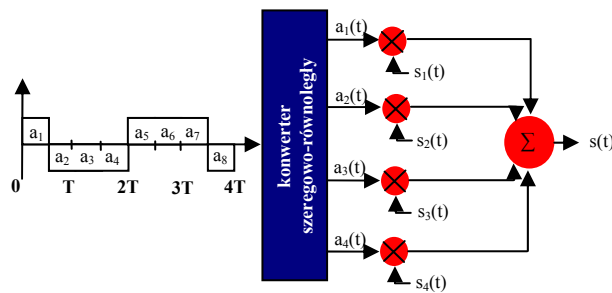 a1 a2 a3 a4 a5 a6 a7 a8
0 T 2T 3T 4T
konwerter
szeregowo-równoległy
a1(t)
s1(t)
a2(t)
s2(t)
a3(t)
s3(t)
a4(t)
s4(t)
Σ
s(t)